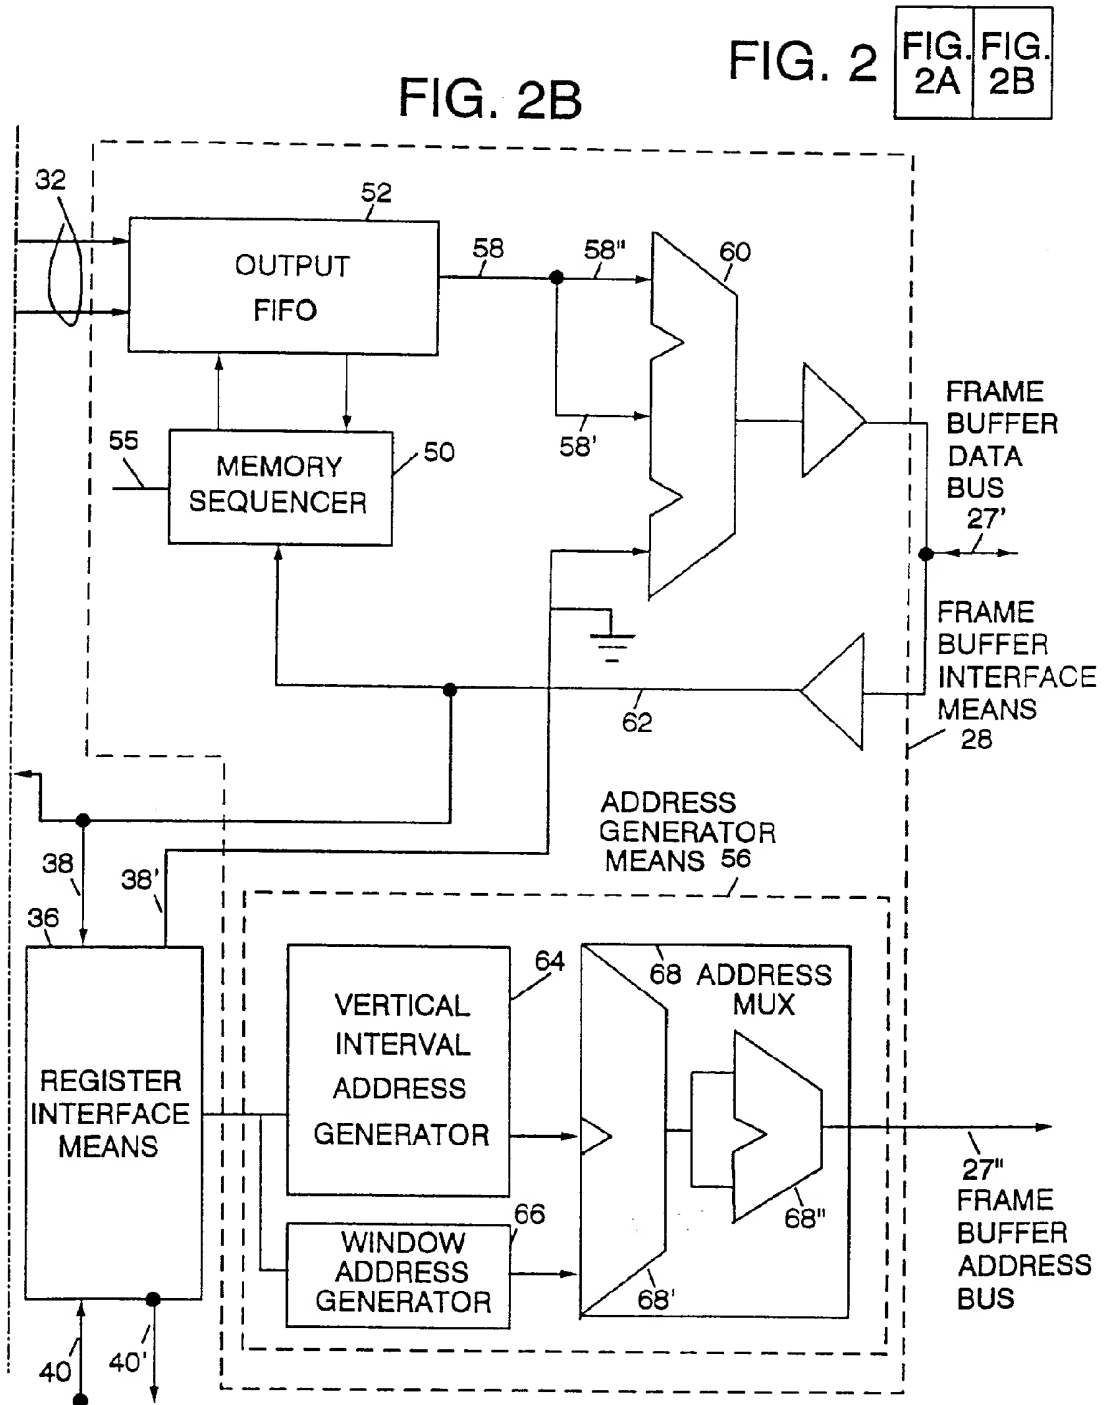 FIG. 2
FIG. 2A
FIG. 2B
FIG. 2B
32
52
OUTPUT
FIFO
58
58"
60
58'
55
MEMORY
SEQUENCER
50
FRAME
BUFFER
DATA
BUS
27'
FRAME
BUFFER
INTERFACE
MEANS
28
62
ADDRESS
GENERATOR
MEANS 56
38
38'
36
REGISTER
INTERFACE
MEANS
64
VERTICAL
INTERVAL
ADDRESS
GENERATOR
68
ADDRESS
MUX
66
WINDOW
ADDRESS
GENERATOR
68'
68"
27"
FRAME
BUFFER
ADDRESS
BUS
40
40'